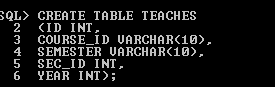 SQL> CREATE TABLE TEACHES
2 (ID INT,
3 COURSE_ID VARCHAR(10),
4 SEMESTER VARCHAR(10),
5 SEC_ID INT,
6 YEAR INT);